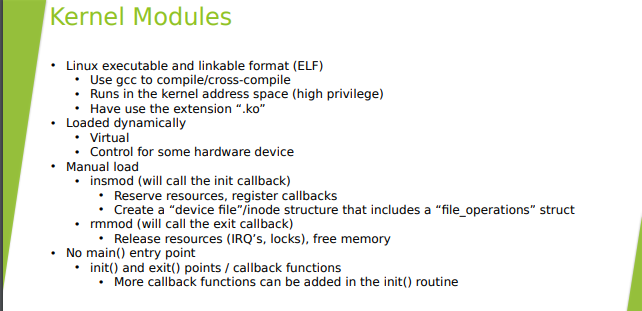 Kernel Modules
• Linux executable and linkable format (ELF)
• Use gcc to compile/cross-compile
• Runs in the kernel address space (high privilege)
• Have use the extension “.ko”
• Loaded dynamically
• Virtual
• Control for some hardware device
• Manual load
• insmod (will call the init callback)
• Reserve resources, register callbacks
• Create a “device file”/inode structure that includes a “file_operations” struct
• rmmod (will call the exit callback)
• Release resources (IRQ’s, locks), free memory
• No main() entry point
• init() and exit() points / callback functions
• More callback functions can be added in the init() routine